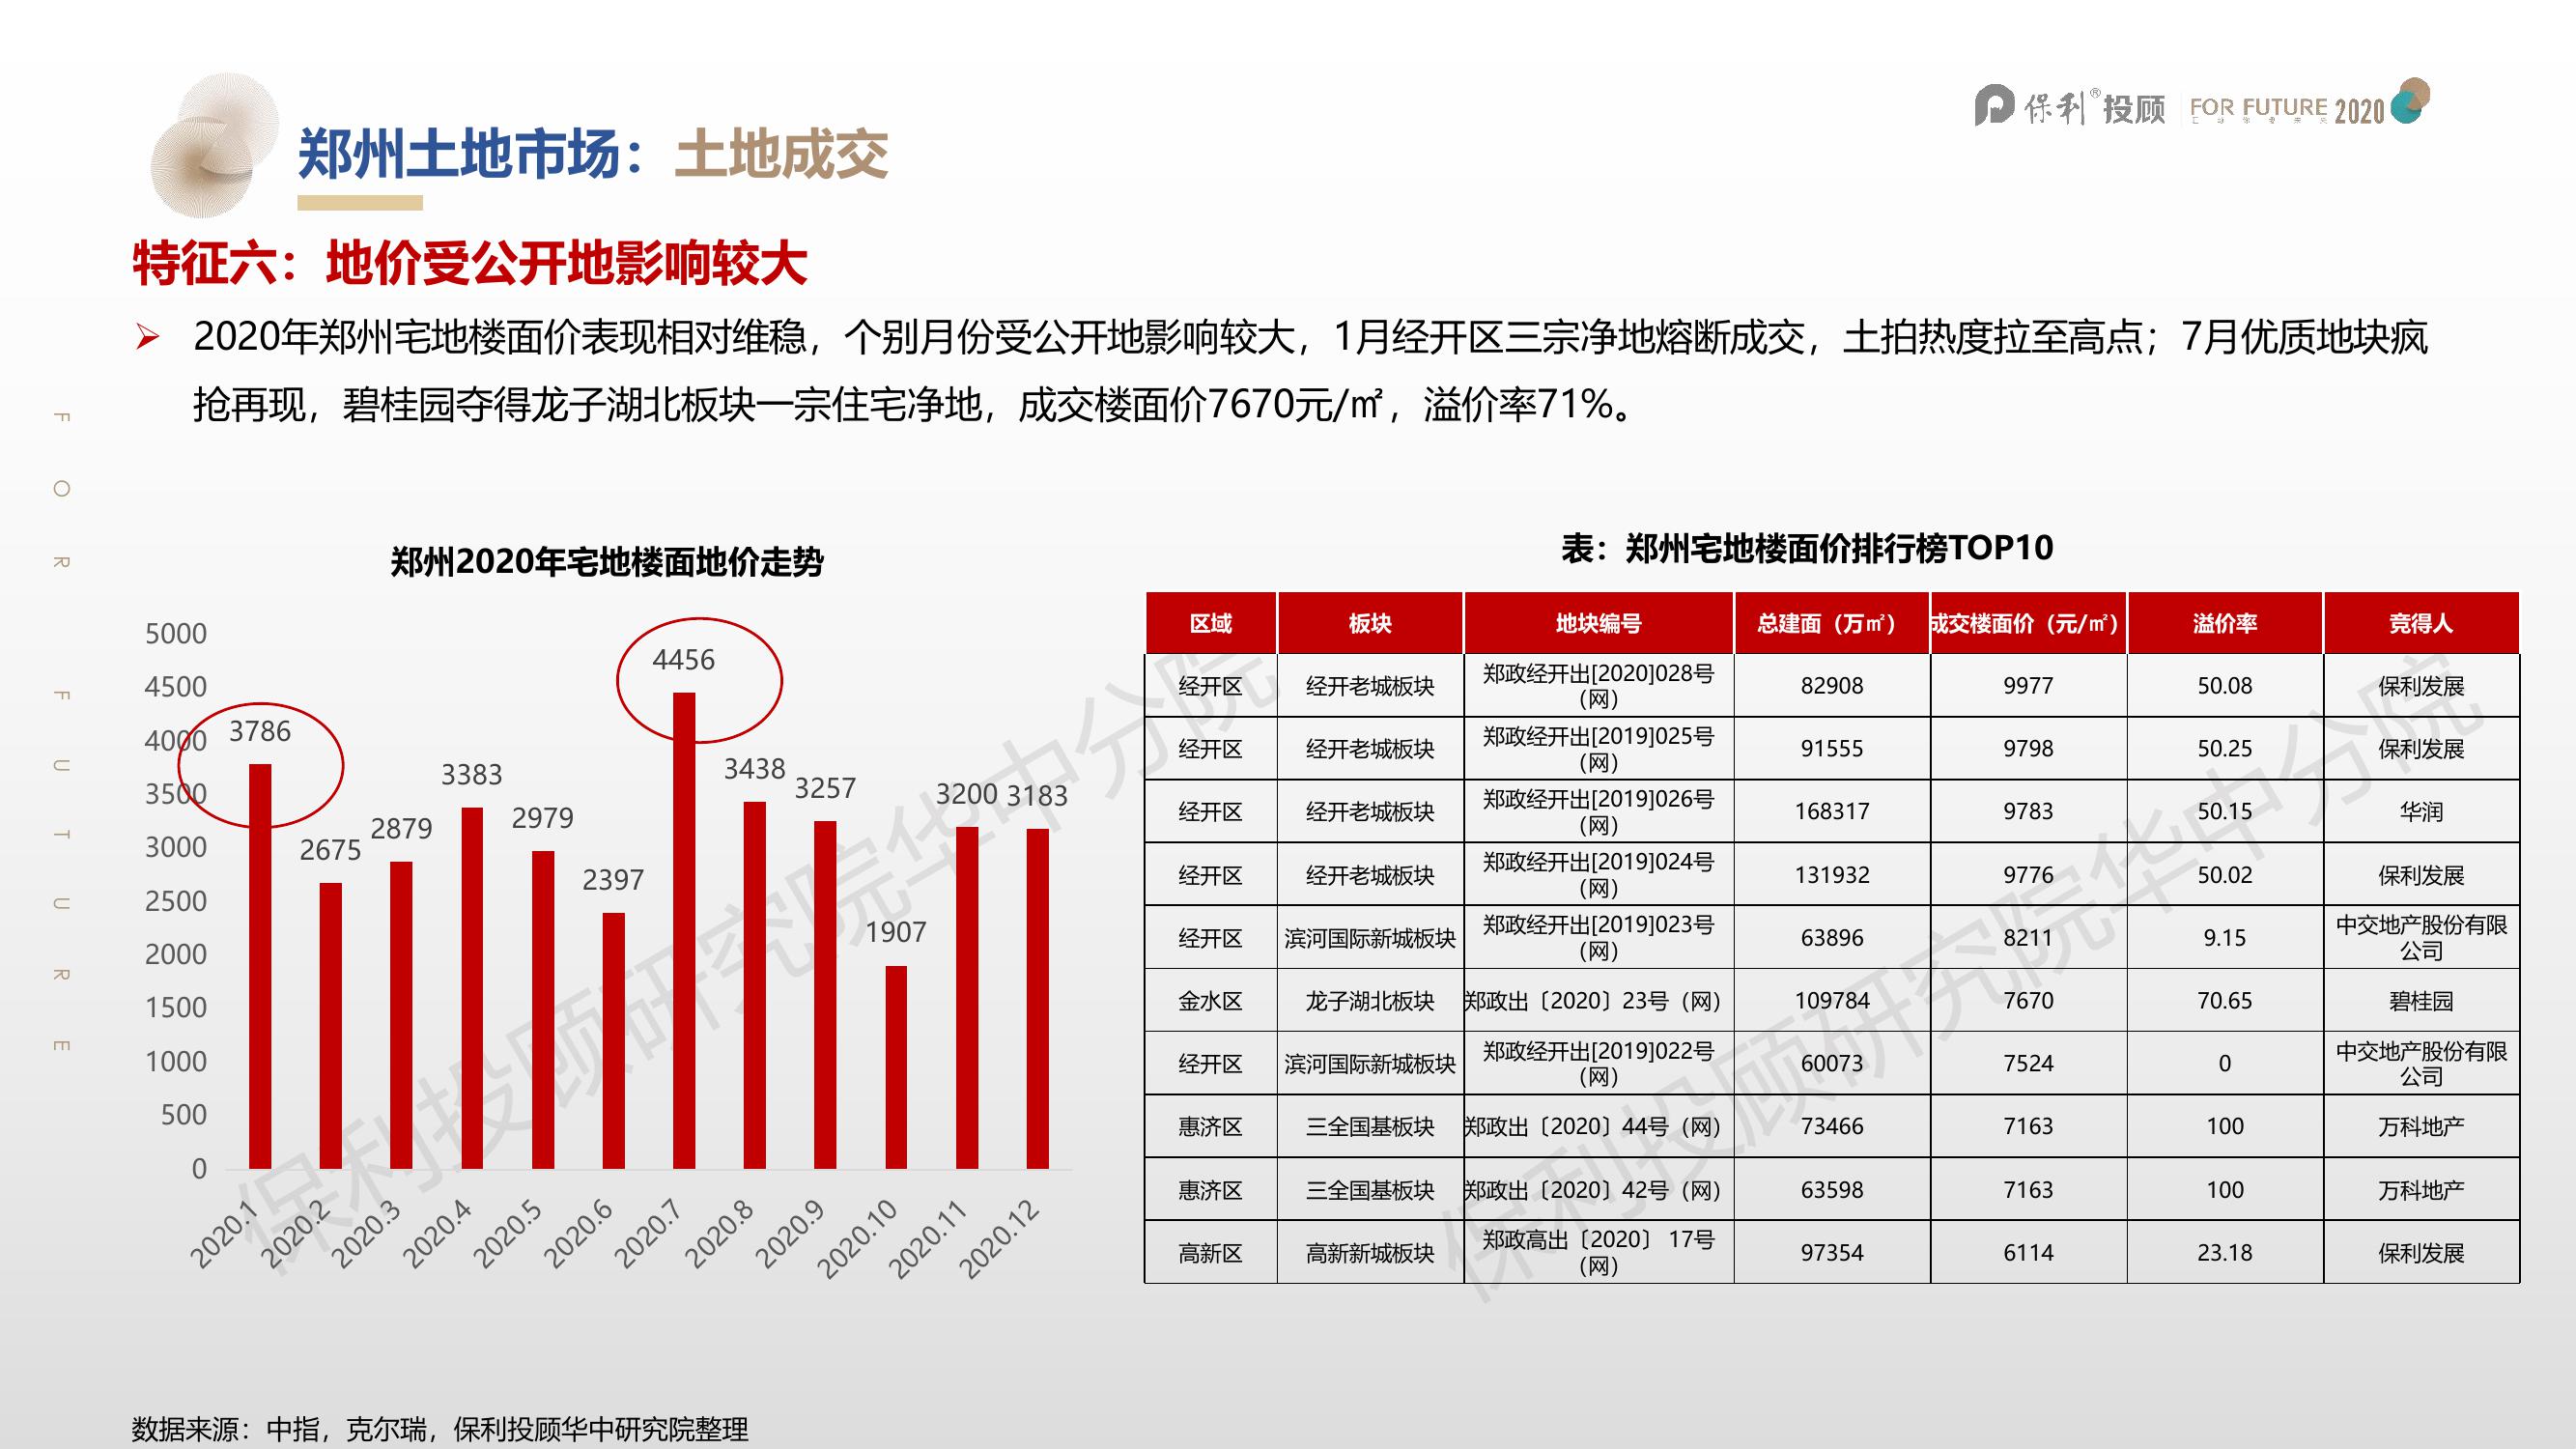 保利®投顾 FOR FUTURE 2020
郑州土地市场：土地成交
特征六：地价受公开地影响较大
2020年郑州宅地楼面价表现相对维稳，个别月份受公开地影响较大，1月经开区三宗净地熔断成交，土拍热度拉至高点；7月优质地块疯
抢再现，碧桂园夺得龙子湖北板块一宗住宅净地，成交楼面价7670元/㎡，溢价率71%。
FOR FUTURE
郑州2020年宅地楼面地价走势
5000
4500
4000
3500
3000
2500
2000
1500
1000
500
0
3786
2675
2879
3383
2979
2397
4456
3438
3257
1907
3200
3183
2020.1
2020.2
2020.3
2020.4
2020.5
2020.6
2020.7
2020.8
2020.9
2020.10
2020.11
2020.12
表：郑州宅地楼面价排行榜TOP10
区域 板块 地块编号 总建面（万㎡） 成交楼面价（元/㎡） 溢价率 竞得人
经开区 经开老城板块 郑政经开出[2020]028号（网） 82908 9977 50.08 保利发展
经开区 经开老城板块 郑政经开出[2019]025号（网） 91555 9798 50.25 保利发展
经开区 经开老城板块 郑政经开出[2019]026号（网） 168317 9783 50.15 华润
经开区 经开老城板块 郑政经开出[2019]024号（网） 131932 9776 50.02 保利发展
经开区 滨河国际新城板块 郑政经开出[2019]023号（网） 63896 8211 9.15 中交地产股份有限公司
金水区 龙子湖北板块 郑政出〔2020〕23号（网） 109784 7670 70.65 碧桂园
经开区 滨河国际新城板块 郑政经开出[2019]022号（网） 60073 7524 0 中交地产股份有限公司
惠济区 三全国基板块 郑政出〔2020〕44号（网） 73466 7163 100 万科地产
惠济区 三全国基板块 郑政出〔2020〕42号（网） 63598 7163 100 万科地产
高新区 高新新城板块 郑政高出〔2020〕 17号（网） 97354 6114 23.18 保利发展
保利投顾研究院华中分院
保利投顾研究院华中分院
数据来源：中指，克尔瑞，保利投顾华中研究院整理